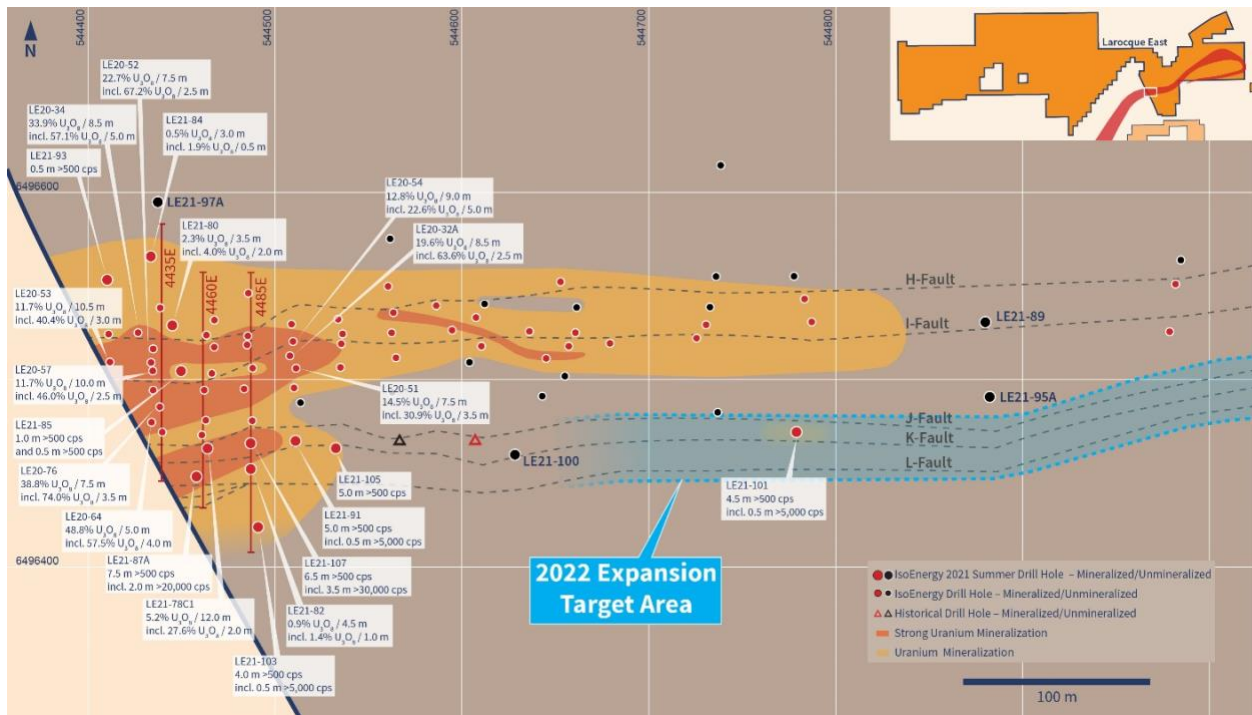 544400
544500
544600
544700
544800
N
Larocque East
LE20-52
22.7% U₃O₈ / 7.5 m
incl. 67.2% U₃O₈ / 2.5 m
LE20-34
33.9% U₃O₈ / 8.5 m
incl. 57.1% U₃O₈ / 5.0 m
LE21-84
0.5% U₃O₈ / 3.0 m
incl. 1.9% U₃O₈ / 0.5 m
LE21-93
0.5 m >500 cps
6496600
LE21-97A
LE20-54
12.8% U₃O₈ / 9.0 m
incl. 22.6% U₃O₈ / 5.0 m
LE21-80
2.3% U₃O₈ / 3.5 m
incl. 4.0% U₃O₈ / 2.0 m
LE20-32A
19.6% U₃O₈ / 8.5 m
incl. 63.6% U₃O₈ / 2.5 m
4435E
4460E
4485E
H-Fault
I-Fault
LE21-89
LE20-53
11.7% U₃O₈ / 10.5 m
incl. 40.4% U₃O₈ / 3.0 m
LE20-57
11.7% U₃O₈ / 10.0 m
incl. 46.0% U₃O₈ / 2.5 m
LE20-51
14.5% U₃O₈ / 7.5 m
incl. 30.9% U₃O₈ / 3.5 m
LE21-95A
J-Fault
K-Fault
L-Fault
LE21-85
1.0 m >500 cps
and 0.5 m >500 cps
LE21-100
LE20-76
38.8% U₃O₈ / 7.5 m
incl. 74.0% U₃O₈ / 3.5 m
LE21-105
5.0 m >500 cps
LE21-101
4.5 m >500 cps
incl. 0.5 m >5,000 cps
LE20-64
48.8% U₃O₈ / 5.0 m
incl. 57.5% U₃O₈ / 4.0 m
LE21-91
5.0 m >500 cps
incl. 0.5 m >5,000 cps
6496400
LE21-87A
7.5 m >500 cps
incl. 2.0 m >20,000 cps
LE21-107
6.5 m >500 cps
incl. 3.5 m >30,000 cps
2022 Expansion
Target Area
LE21-78C1
5.2% U₃O₈ / 12.0 m
incl. 27.6% U₃O₈ / 2.0 m
LE21-82
0.9% U₃O₈ / 4.5 m
incl. 1.4% U₃O₈ / 1.0 m
LE21-103
4.0 m >500 cps
incl. 0.5 m >5,000 cps
IsoEnergy 2021 Summer Drill Hole – Mineralized/Unmineralized
IsoEnergy Drill Hole – Mineralized/Unmineralized
Historical Drill Hole – Mineralized/Unmineralized
Strong Uranium Mineralization
Uranium Mineralization
100 m